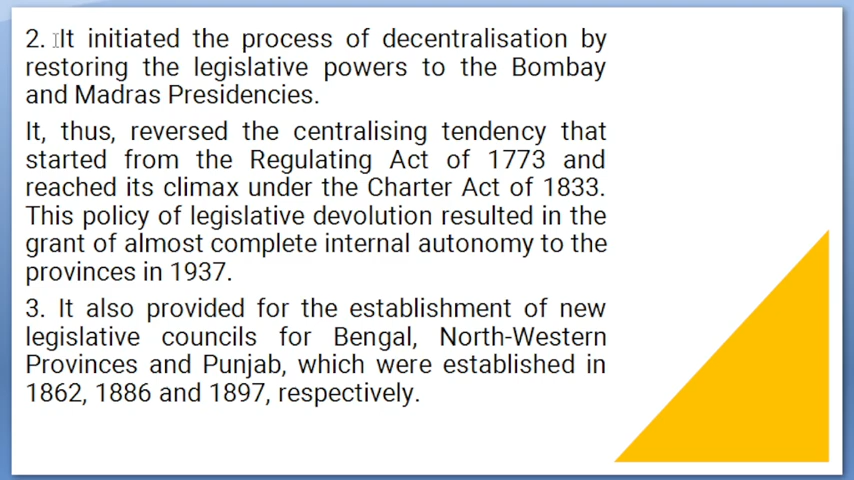 2. It initiated the process of decentralisation by
restoring the legislative powers to the Bombay
and Madras Presidencies.
It, thus, reversed the centralising tendency that
started from the Regulating Act of 1773 and
reached its climax under the Charter Act of 1833.
This policy of legislative devolution resulted in the
grant of almost complete internal autonomy to the
provinces in 1937.
3. It also provided for the establishment of new
legislative councils for Bengal, North-Western
Provinces and Punjab, which were established in
1862, 1886 and 1897, respectively.